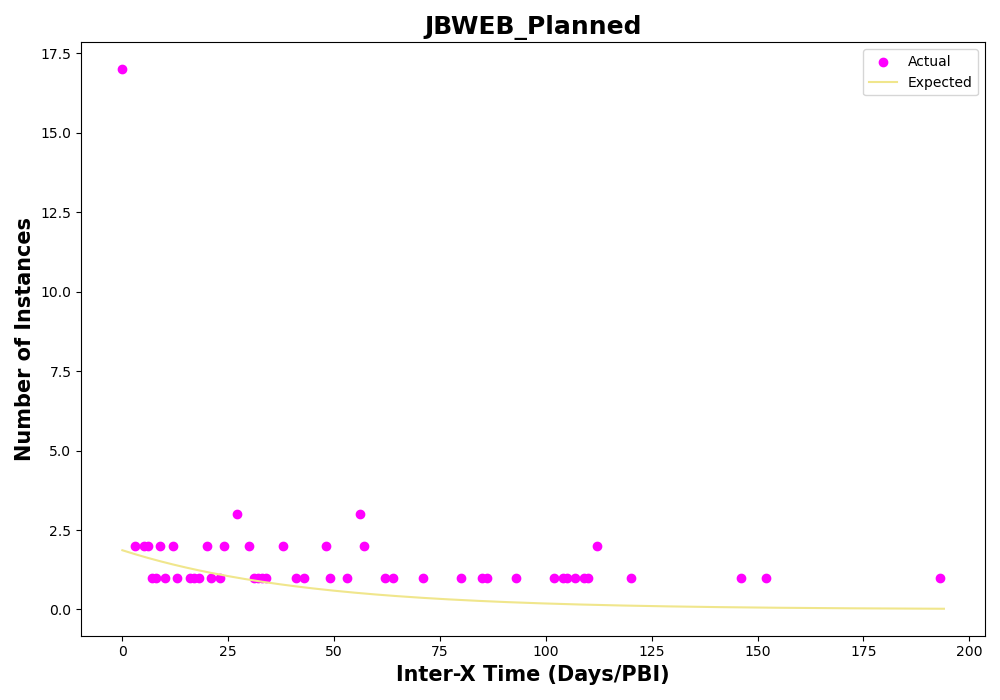 JBWEB_Planned
Actual
Expected
Number of Instances
17.5
15.0
12.5
10.0
7.5
5.0
2.5
0.0
0 25 50 75 100 125 150 175 200
Inter-X Time (Days/PBI)